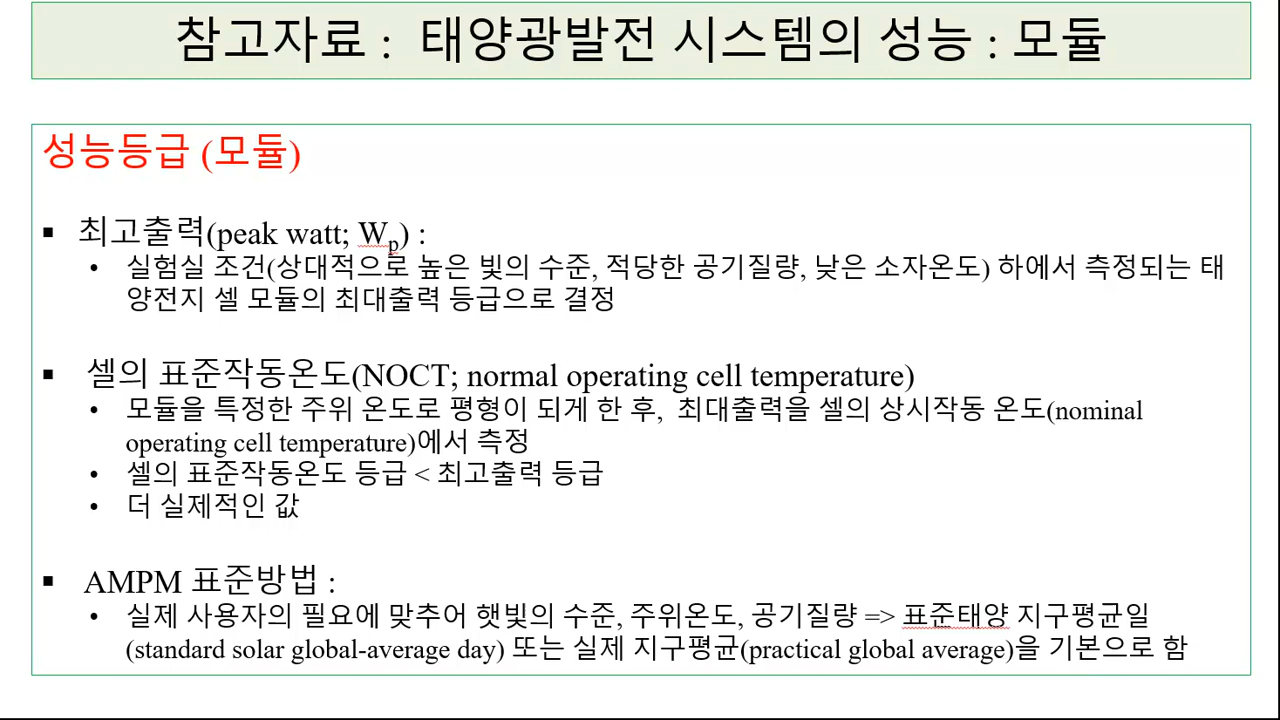 참고자료 : 태양광발전 시스템의 성능 : 모듈
성능등급 (모듈)
▪ 최고출력(peak watt; Wp) :
• 실험실 조건(상대적으로 높은 빛의 수준, 적당한 공기질량, 낮은 소자온도) 하에서 측정되는 태
양전지 셀 모듈의 최대출력 등급으로 결정
▪ 셀의 표준작동온도(NOCT; normal operating cell temperature)
• 모듈을 특정한 주위 온도로 평형이 되게 한 후, 최대출력을 셀의 상시작동 온도(nominal
operating cell temperature)에서 측정
• 셀의 표준작동온도 등급 < 최고출력 등급
• 더 실제적인 값
▪ AMPM 표준방법 :
• 실제 사용자의 필요에 맞추어 햇빛의 수준, 주위온도, 공기질량 => 표준태양 지구평균일
(standard solar global-average day) 또는 실제 지구평균(practical global average)을 기본으로 함